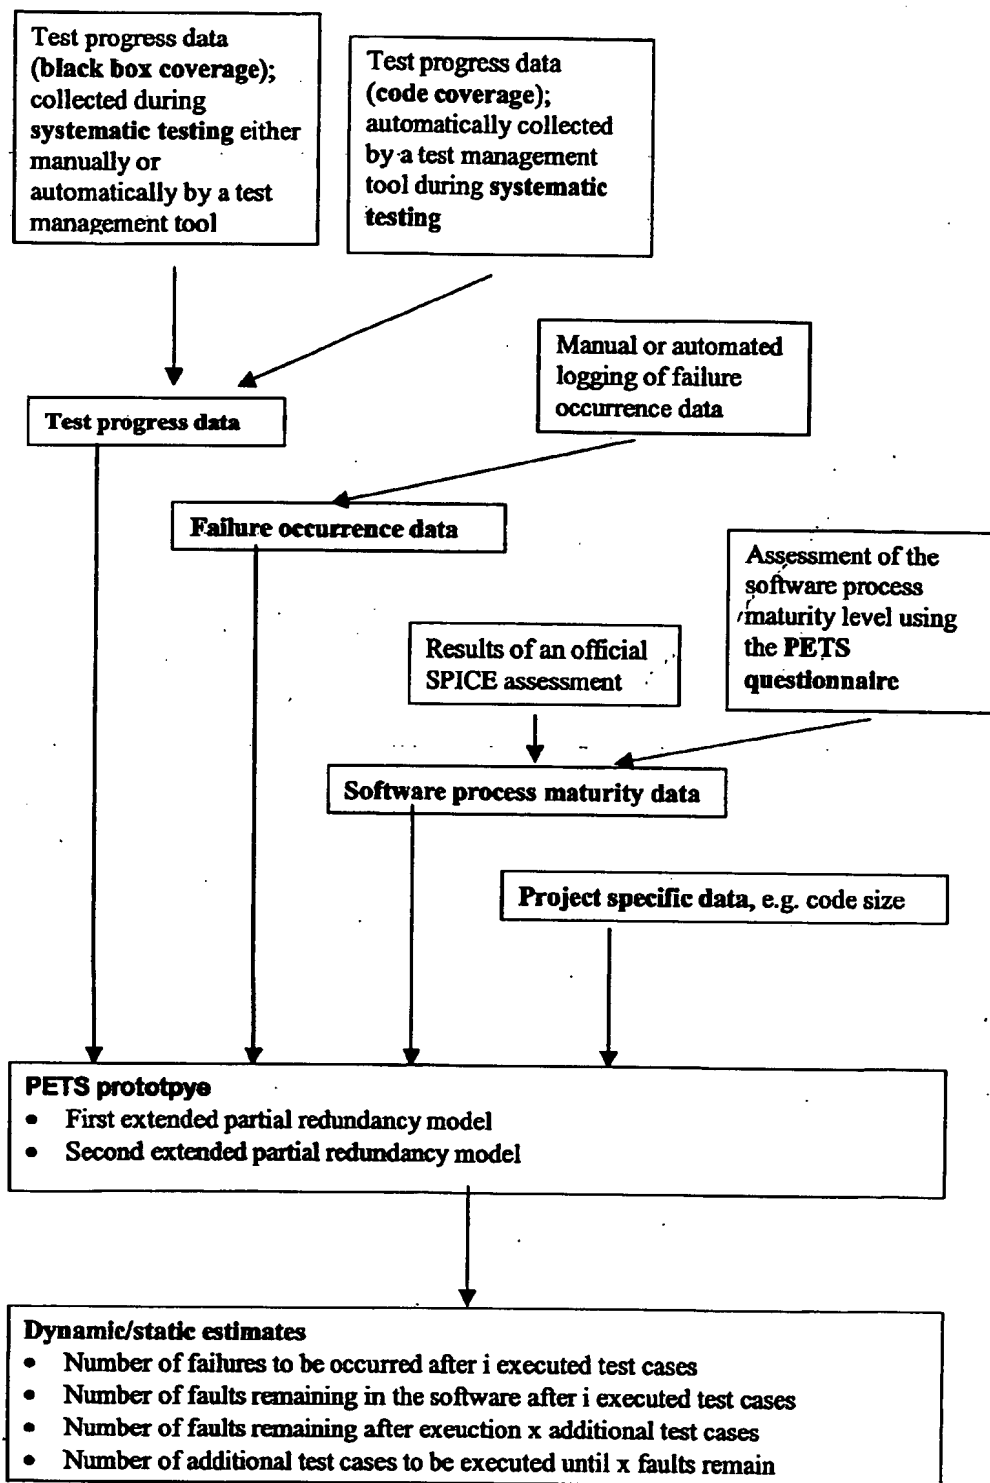 Test progress data
(black box coverage);
collected during
systematic testing either
manually or
automatically by a test
management tool
Test progress data
(code coverage);
automatically collected
by a test management
tool during systematic
testing
Manual or automated
logging of failure
occurrence data
Test progress data
Failure occurrence data
Assessment of the
software process
maturity level using
the PETS
questionnaire
Results of an official
SPICE assessment
Software process maturity data
Project specific data, e.g. code size
PETS prototpye
• First extended partial redundancy model
• Second extended partial redundancy model
Dynamic/static estimates
• Number of failures to be occurred after i executed test cases
• Number of faults remaining in the software after i executed test cases
• Number of faults remaining after exeuction x additional test cases
• Number of additional test cases to be executed until x faults remain